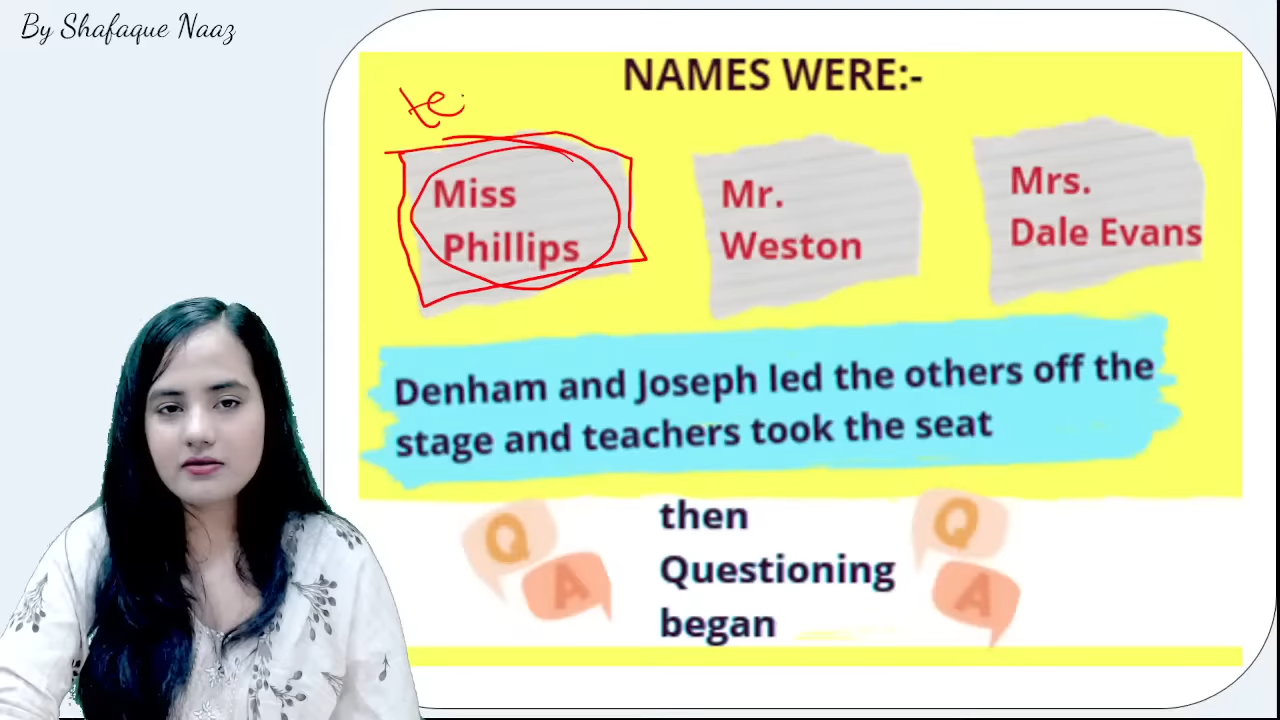 By Shafaque Naaz
NAMES WERE:-
te
Miss
Phillips
Mr.
Weston
Mrs.
Dale Evans
Denham and Joseph led the others off the
stage and teachers took the seat
Q
A
then
Questioning
began
Q
A